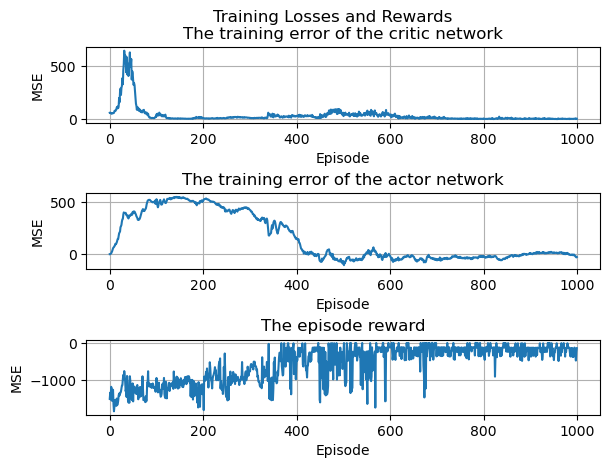 Training Losses and Rewards
The training error of the critic network
500
0
MSE
0 200 400 600 800 1000
Episode
The training error of the actor network
500
0
MSE
0 200 400 600 800 1000
Episode
The episode reward
0
−1000
MSE
0 200 400 600 800 1000
Episode